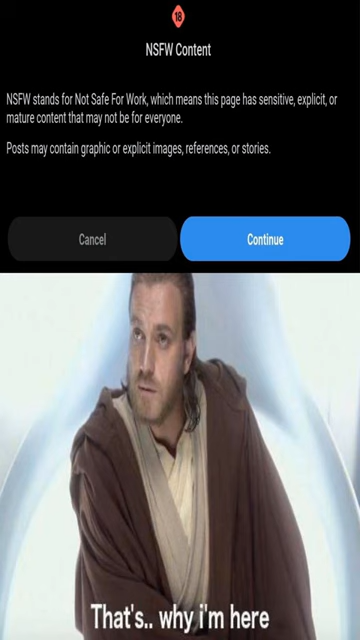 18
NSFW Content
NSFW stands for Not Safe For Work, which means this page has sensitive, explicit, or
mature content that may not be for everyone.
Posts may contain graphic or explicit images, references, or stories.
Cancel
Continue
That's.. why i'm here